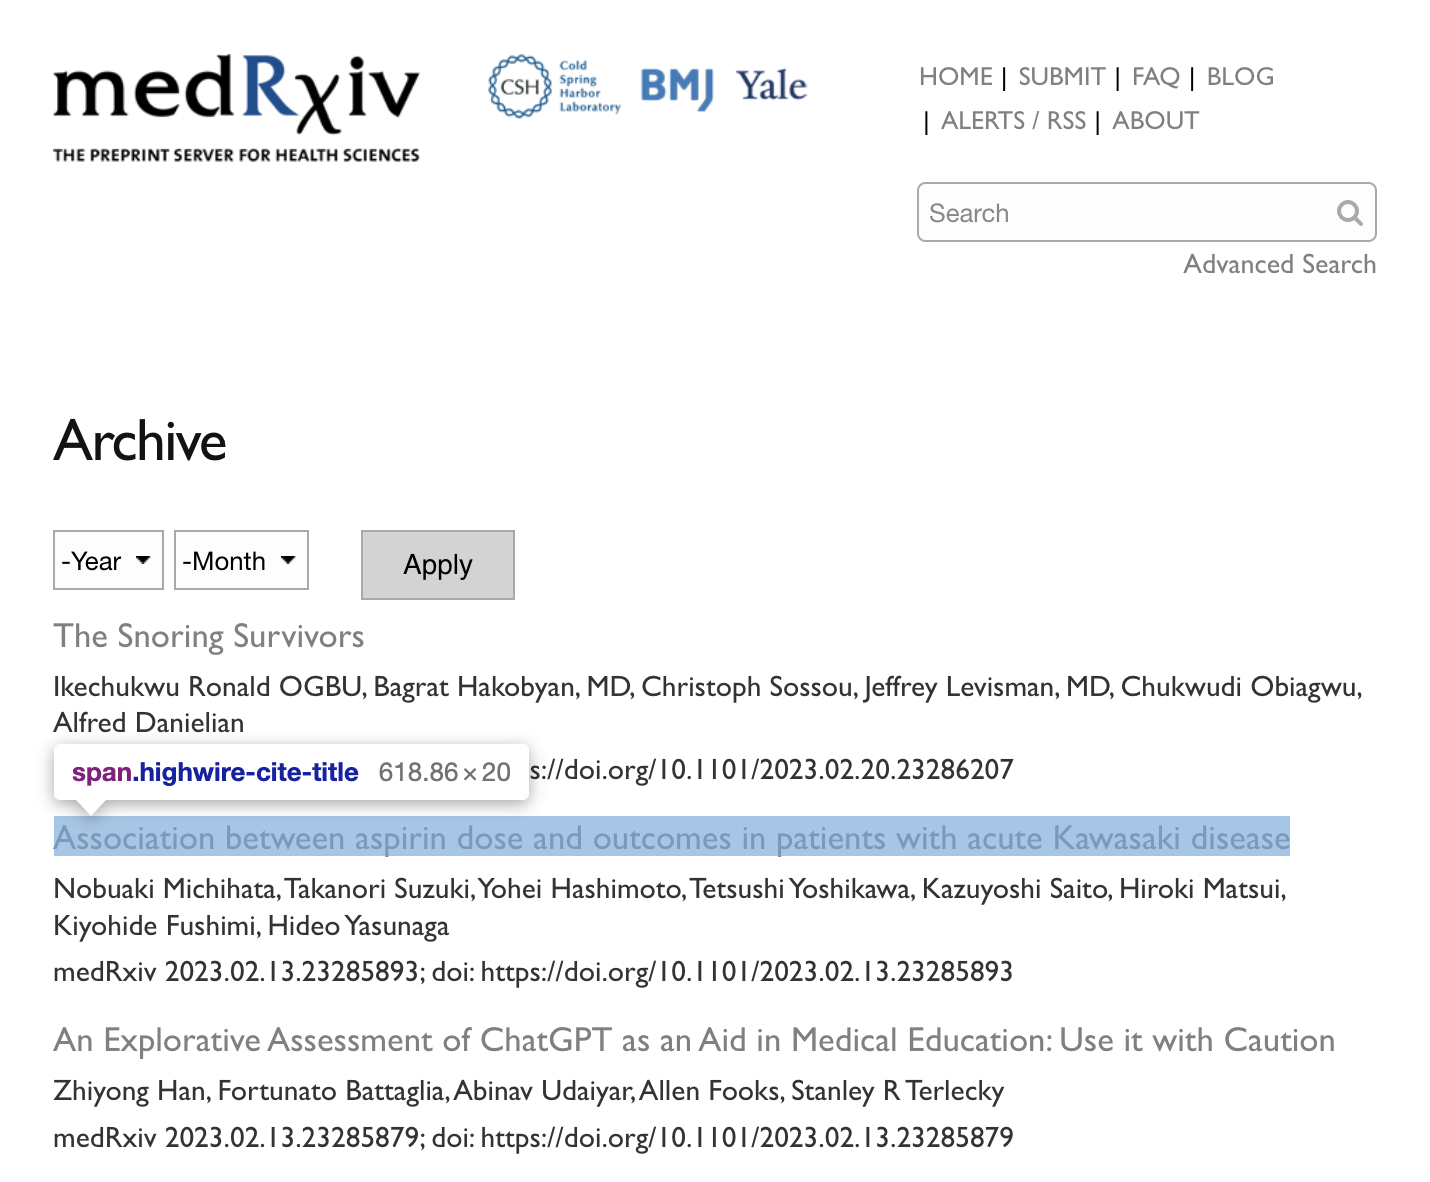 medRxiv
THE PREPRINT SERVER FOR HEALTH SCIENCES
CSH
Cold
Spring
Harbor
Laboratory
BMJ
Yale
HOME | SUBMIT | FAQ | BLOG
| ALERTS / RSS | ABOUT
Search
Advanced Search
Archive
-Year
-Month
Apply
The Snoring Survivors
Ikechukwu Ronald OGBU, Bagrat Hakobyan, MD, Christoph Sossou, Jeffrey Levisman, MD, Chukwudi Obiagwu,
Alfred Danielian
span.highwire-cite-title 618.86 × 20
s://doi.org/10.1101/2023.02.20.23286207
Association between aspirin dose and outcomes in patients with acute Kawasaki disease
Nobuaki Michihata, Takanori Suzuki, Yohei Hashimoto, Tetsushi Yoshikawa, Kazuyoshi Saito, Hiroki Matsui,
Kiyohide Fushimi, Hideo Yasunaga
medRxiv 2023.02.13.23285893; doi: https://doi.org/10.1101/2023.02.13.23285893
An Explorative Assessment of ChatGPT as an Aid in Medical Education: Use it with Caution
Zhiyong Han, Fortunato Battaglia, Abinav Udaiyar, Allen Fooks, Stanley R Terlecky
medRxiv 2023.02.13.23285879; doi: https://doi.org/10.1101/2023.02.13.23285879